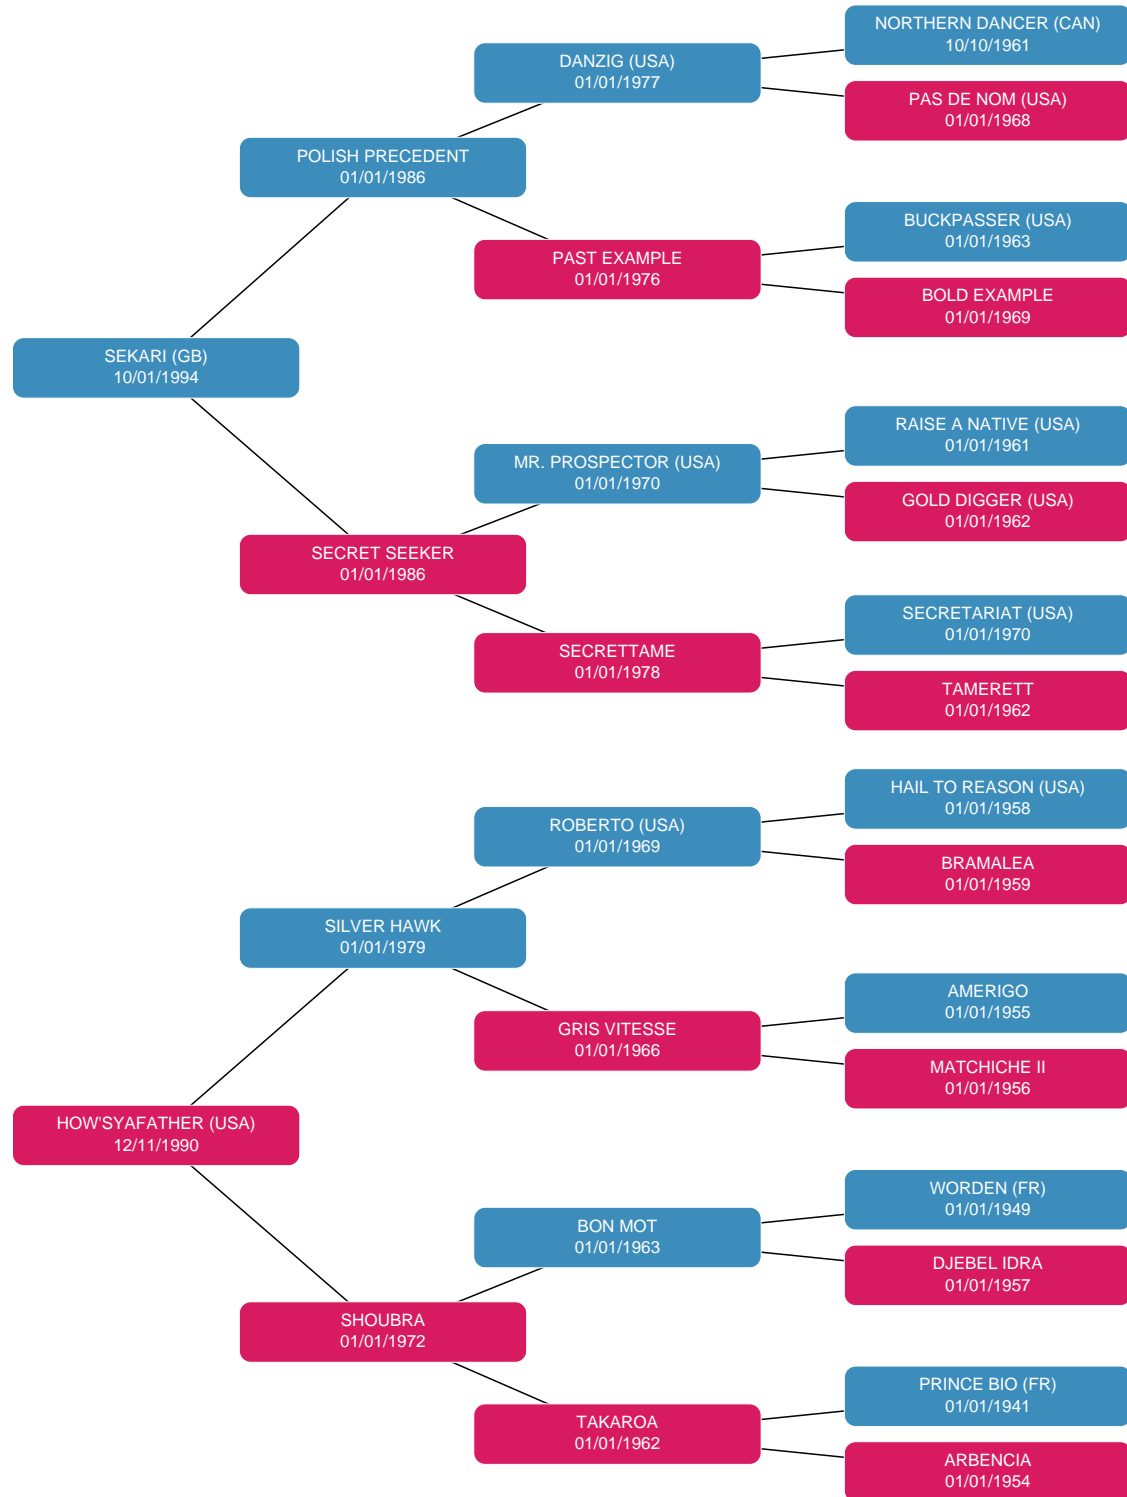 NORTHERN DANCER (CAN)
10/10/1961
DANZIG (USA)
01/01/1977
PAS DE NOM (USA)
01/01/1968
POLISH PRECEDENT
01/01/1986
BUCKPASSER (USA)
01/01/1963
PAST EXAMPLE
01/01/1976
BOLD EXAMPLE
01/01/1969
SEKARI (GB)
10/01/1994
RAISE A NATIVE (USA)
01/01/1961
MR. PROSPECTOR (USA)
01/01/1970
GOLD DIGGER (USA)
01/01/1962
SECRET SEEKER
01/01/1986
SECRETARIAT (USA)
01/01/1970
SECRETTAME
01/01/1978
TAMERETT
01/01/1962
HAIL TO REASON (USA)
01/01/1958
ROBERTO (USA)
01/01/1969
BRAMALEA
01/01/1959
SILVER HAWK
01/01/1979
AMERIGO
01/01/1955
GRIS VITESSE
01/01/1966
MATCHICHE II
01/01/1956
HOW'SYAFATHER (USA)
12/11/1990
WORDEN (FR)
01/01/1949
BON MOT
01/01/1963
DJEBEL IDRA
01/01/1957
SHOUBRA
01/01/1972
PRINCE BIO (FR)
01/01/1941
TAKAROA
01/01/1962
ARBENCIA
01/01/1954